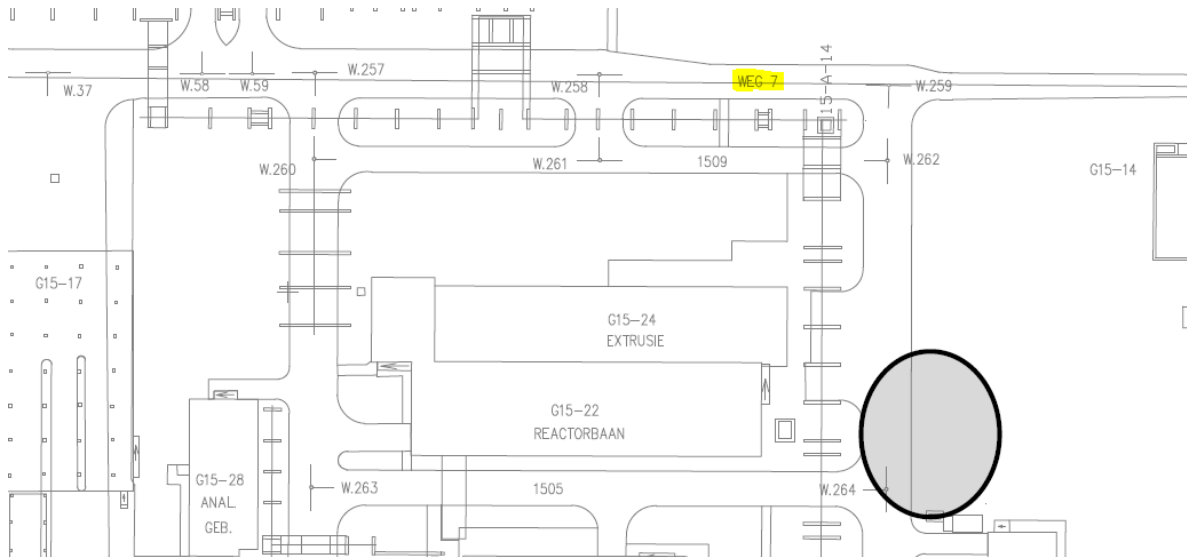 W.257
W.37
W.58
W.59
W.258
WEG 7
15-A-14
W.259
W.260
W.261
1509
W.262
G15-14
G15-17
G15-24
EXTRUSIE
G15-22
REACTORBAAN
G15-28
ANAL.
GEB.
W.263
1505
W.264